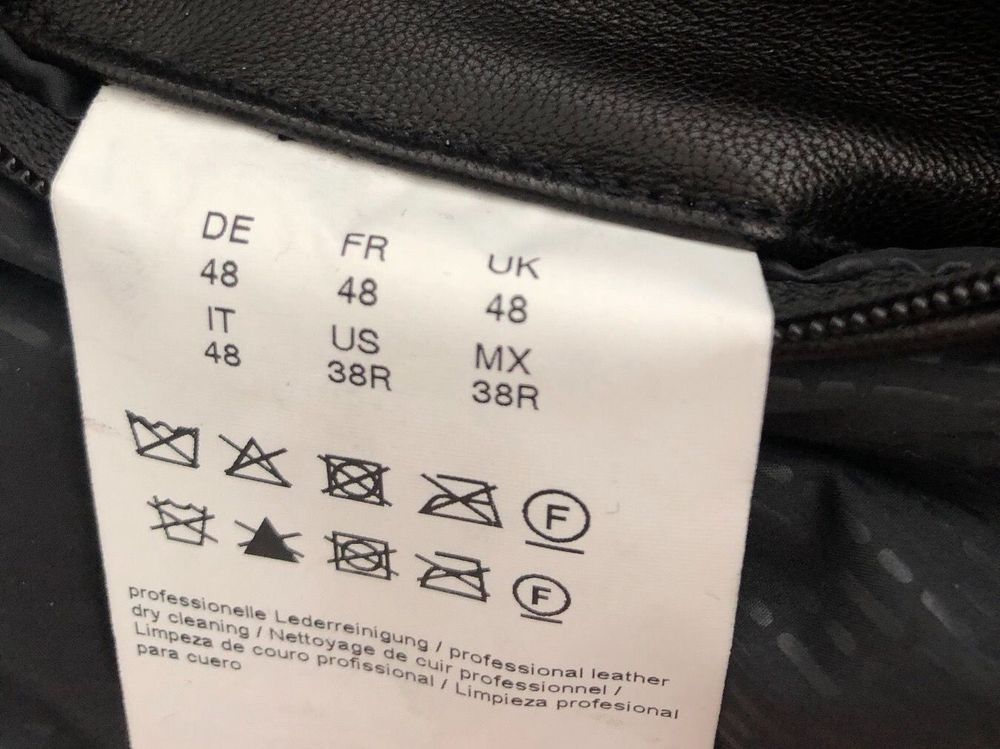 DE FR UK
48 48 48
IT US MX
48 38R 38R
F
F
professionelle Lederreinigung / professional leather
dry cleaning / Nettoyage de cuir professionnel /
Limpeza de couro profissional / Limpieza profesional
para cuero